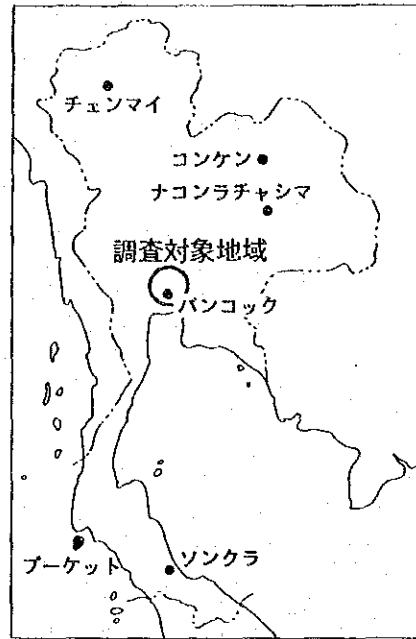 チェンマイ
コンケン
ナコンラチャシマ
調査対象地域
バンコック
プーケット
ソンクラ